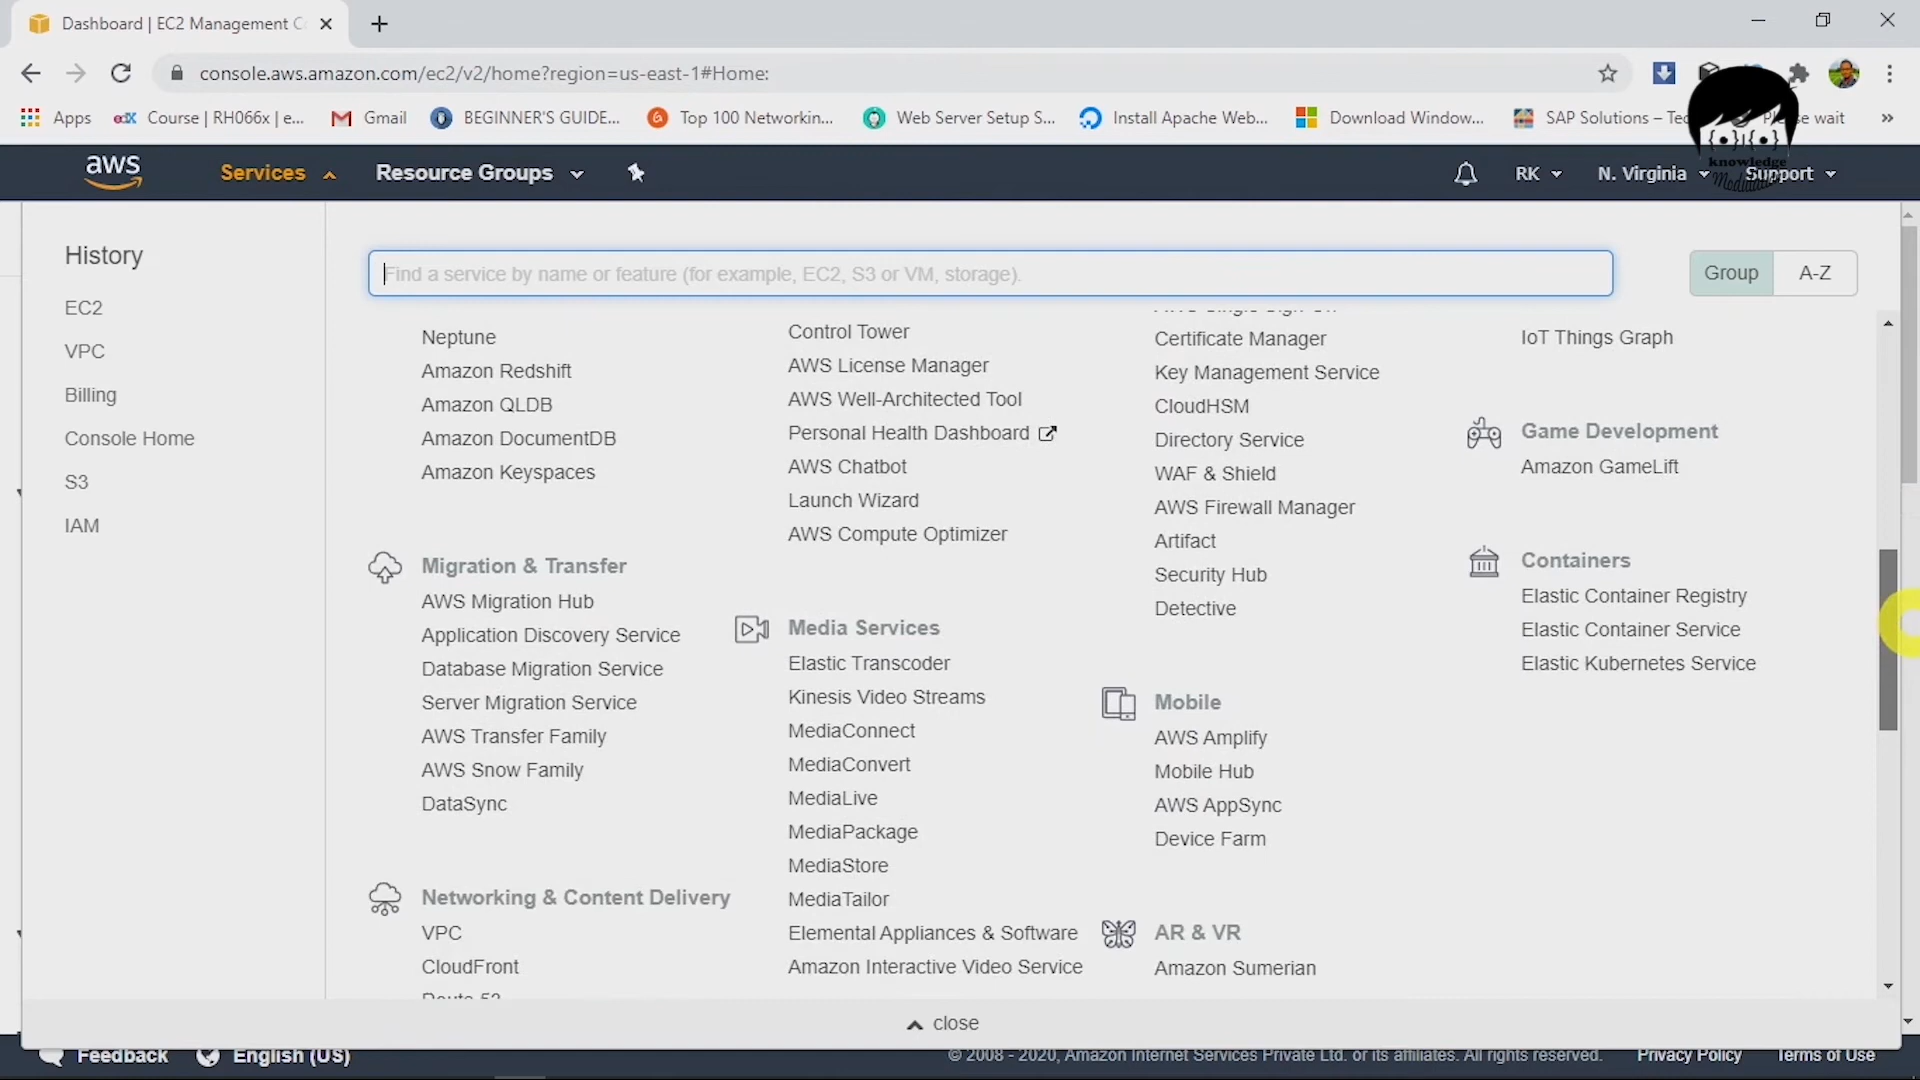 Dashboard | EC2 Management C
console.aws.amazon.com/ec2/v2/home?region=us-east-1#Home:
Apps
edX
Course | RH066x | e...
Gmail
BEGINNER'S GUIDE...
Top 100 Networkin...
Web Server Setup S...
Install Apache Web...
Download Window...
SAP Solutions – Tec
wait
»
aws
Services
Resource Groups
RK
N. Virginia
Support
{ } { }
knowledge
History
EC2
VPC
Billing
Console Home
S3
IAM
Find a service by name or feature (for example, EC2, S3 or VM, storage).
Group
A-Z
Neptune
Amazon Redshift
Amazon QLDB
Amazon DocumentDB
Amazon Keyspaces
Migration & Transfer
AWS Migration Hub
Application Discovery Service
Database Migration Service
Server Migration Service
AWS Transfer Family
AWS Snow Family
DataSync
Networking & Content Delivery
VPC
CloudFront
Route 53
Control Tower
AWS License Manager
AWS Well-Architected Tool
Personal Health Dashboard
AWS Chatbot
Launch Wizard
AWS Compute Optimizer
Media Services
Elastic Transcoder
Kinesis Video Streams
MediaConnect
MediaConvert
MediaLive
MediaPackage
MediaStore
MediaTailor
Elemental Appliances & Software
Amazon Interactive Video Service
AWS Single Sign-On
Certificate Manager
Key Management Service
CloudHSM
Directory Service
WAF & Shield
AWS Firewall Manager
Artifact
Security Hub
Detective
Mobile
AWS Amplify
Mobile Hub
AWS AppSync
Device Farm
AR & VR
Amazon Sumerian
IoT Things Graph
Game Development
Amazon GameLift
Containers
Elastic Container Registry
Elastic Container Service
Elastic Kubernetes Service
close
Feedback
English (US)
© 2008 - 2020, Amazon Internet Services Private Ltd. or its affiliates. All rights reserved.
Privacy Policy
Terms of Use